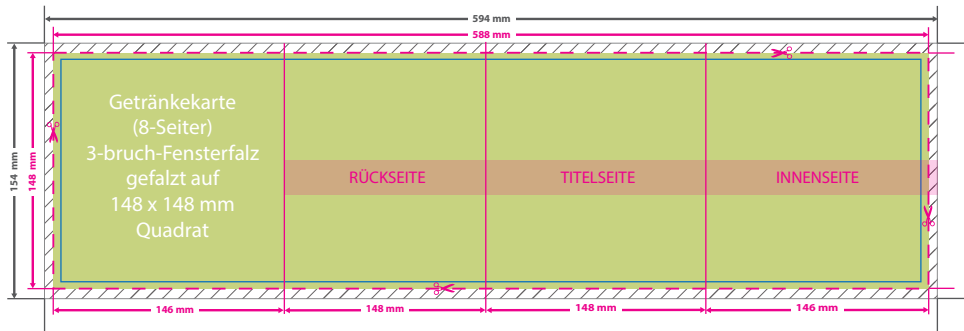 594 mm
588 mm
154 mm
148 mm
Getränkekarte
(8-Seiter)
3-bruch-Fensterfalz
gefalzt auf
148 x 148 mm
Quadrat
RÜCKSEITE
TITELSEITE
INNENSEITE
146 mm
148 mm
148 mm
146 mm